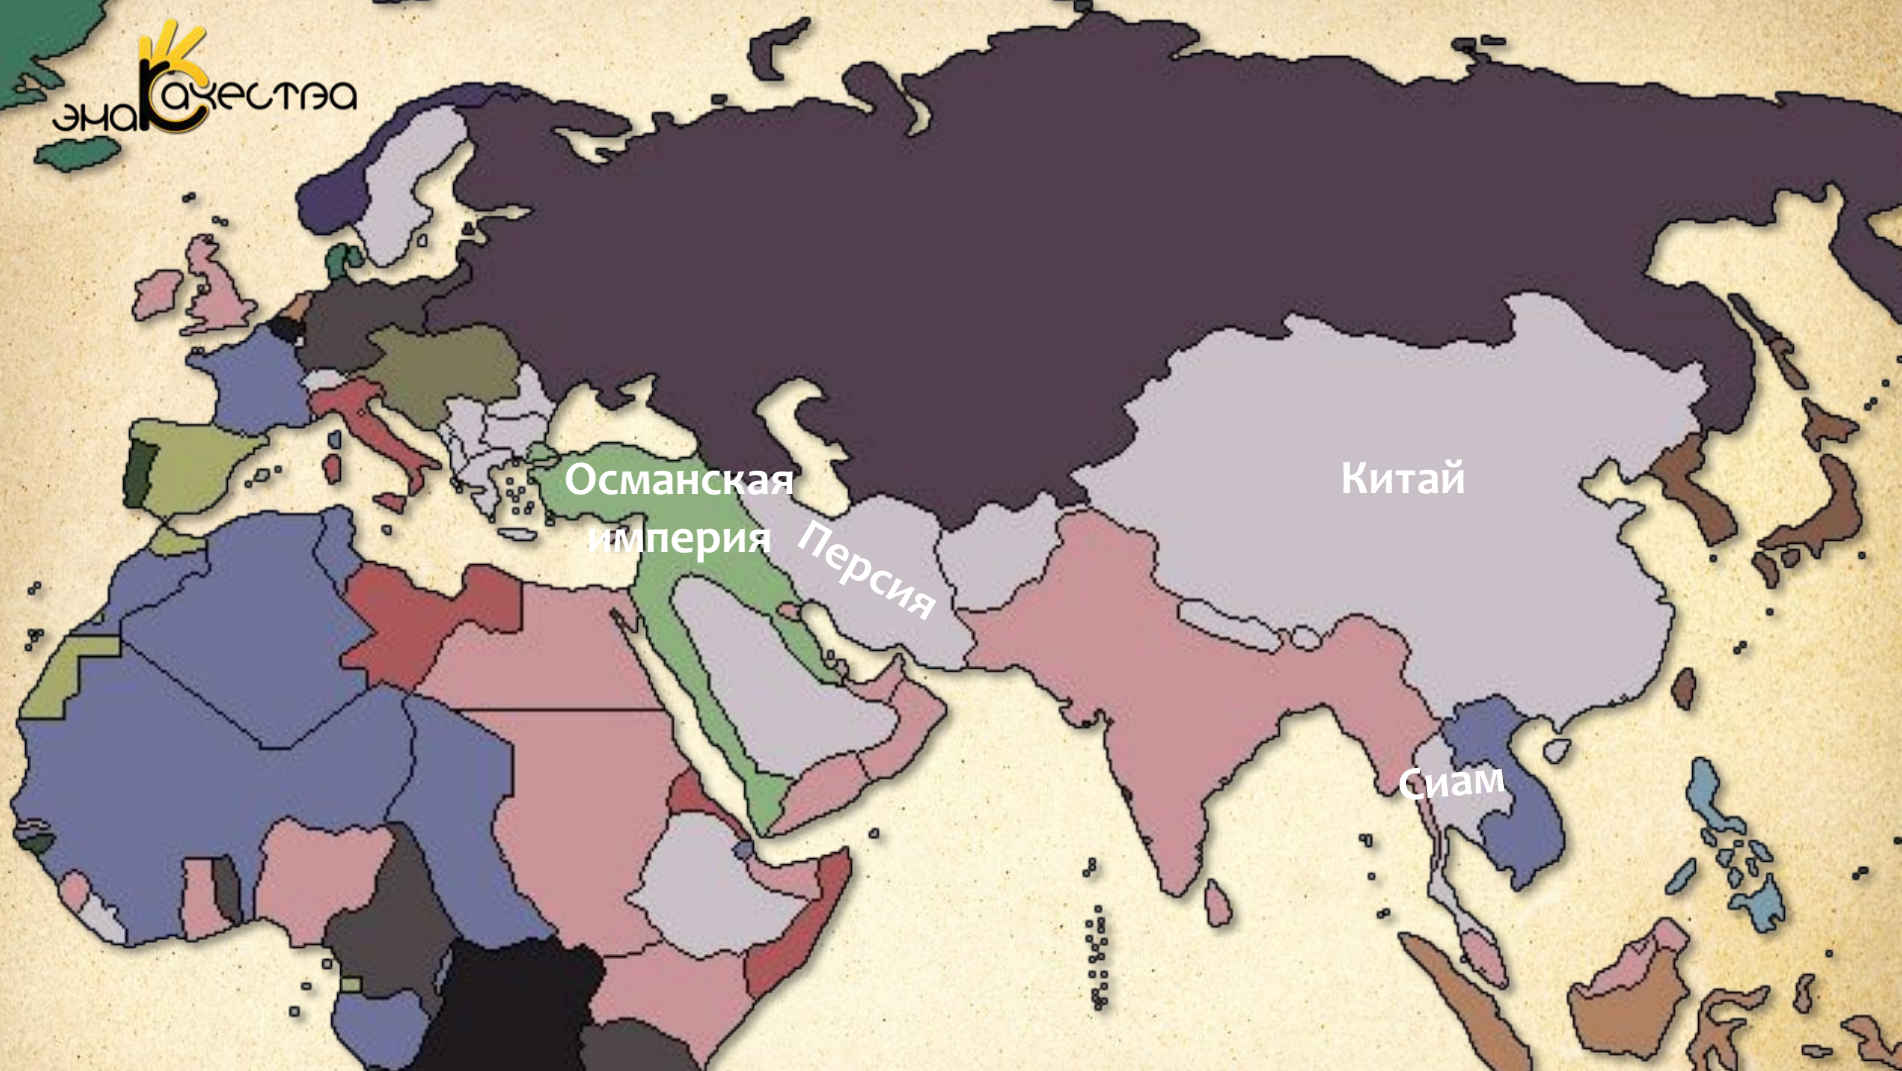 знак качества
Османская
империя
Персия
Китай
Сиам